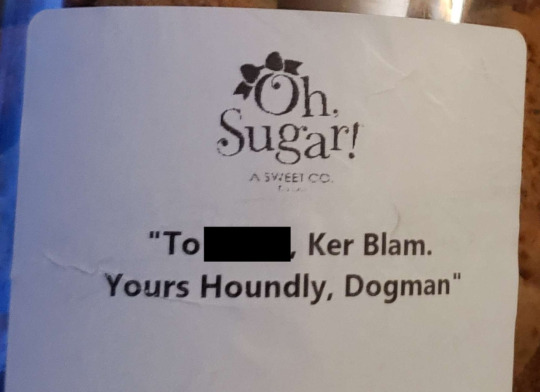 Oh,
Sugar!
A SWEET CO.
"To , Ker Blam.
Yours Houndly, Dogman"